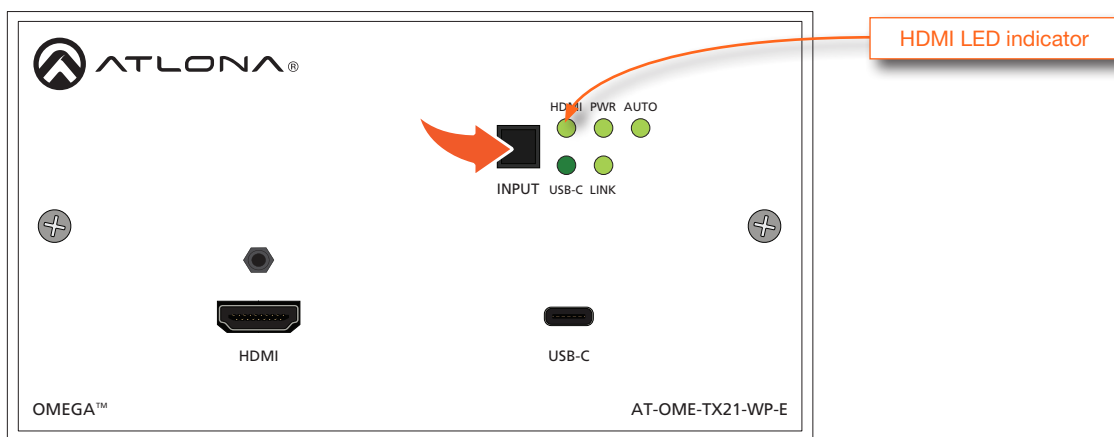 HDMI LED indicator
ATLONA®
HDMI PWR AUTO
INPUT USB-C LINK
HDMI USB-C
OMEGA™ AT-OME-TX21-WP-E